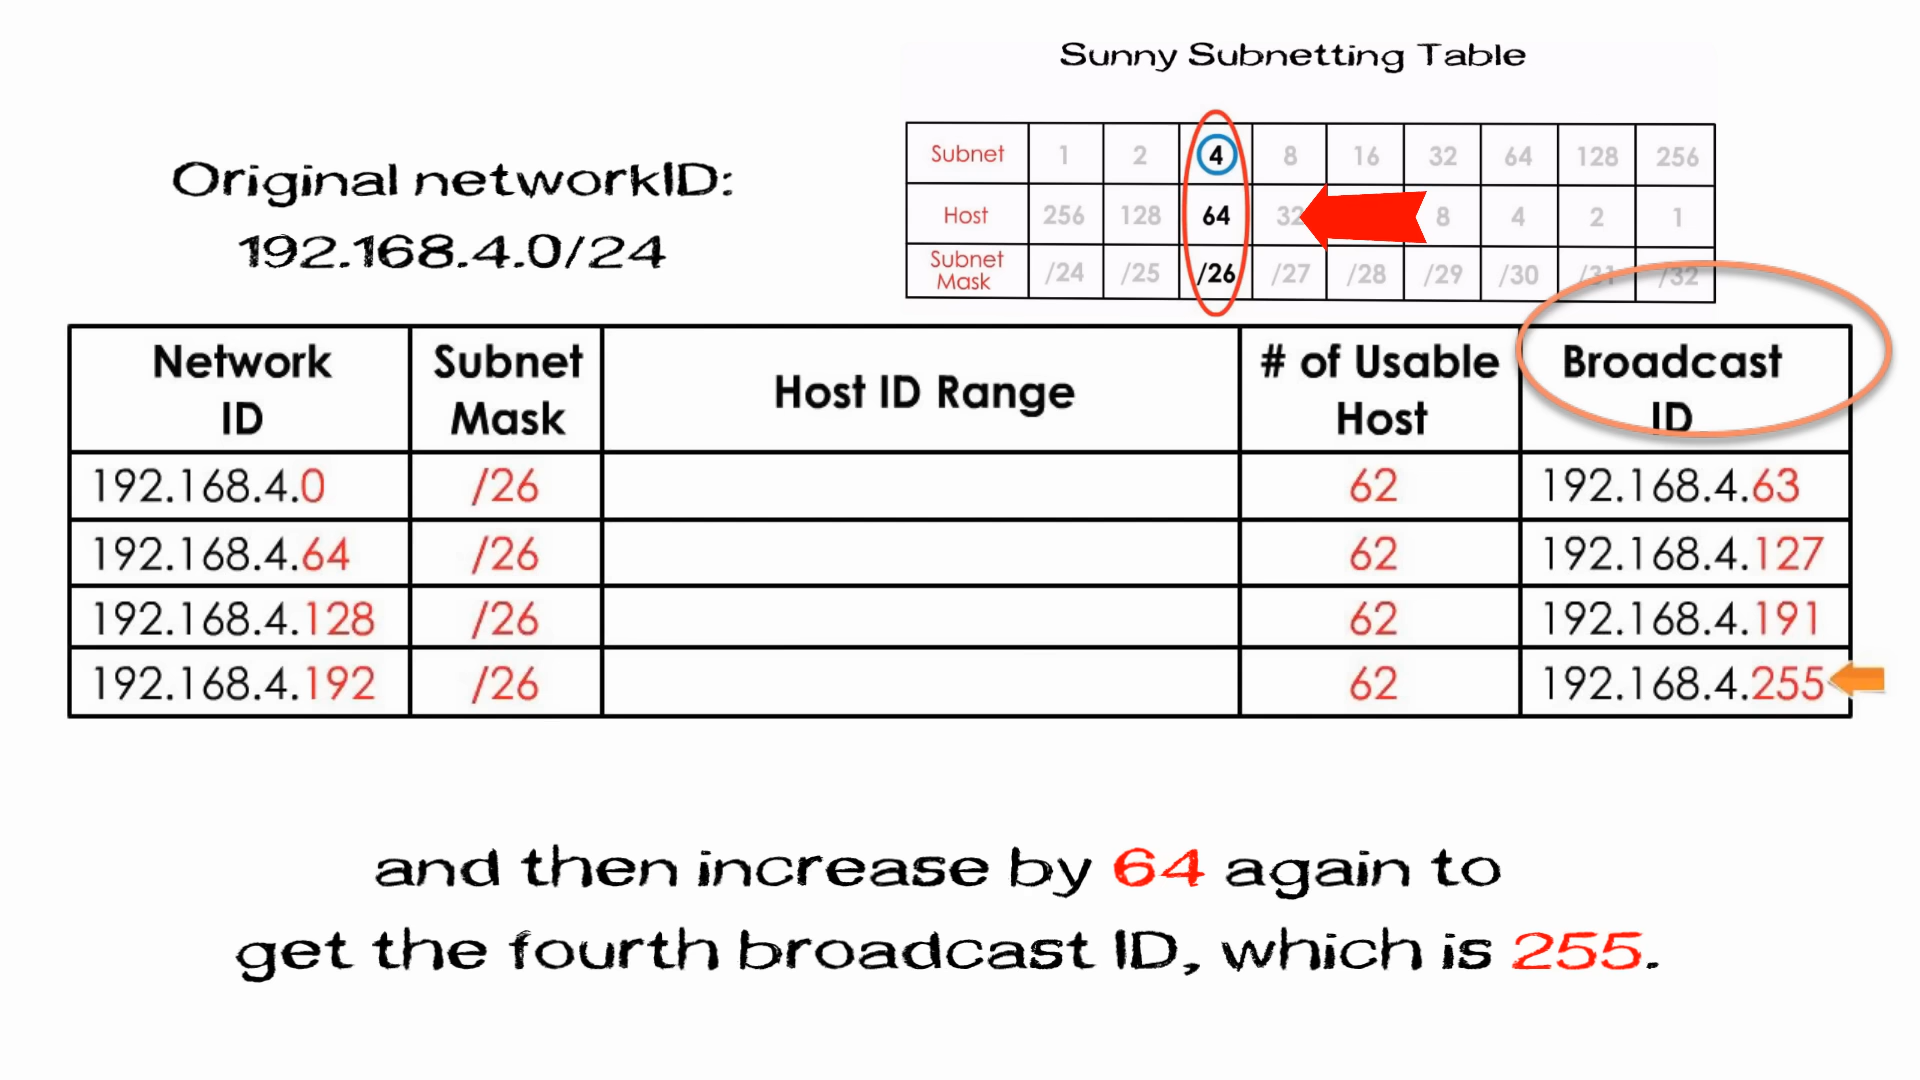 Sunny Subnetting Table
Original networkID:
192.168.4.0/24
Subnet 1 2 4 8 16 32 64 128 256
Host 256 128 64 32 8 4 2 1
Subnet
Mask /24 /25 /26 /27 /28 /29 /30 /31 /32
Network
ID
Subnet
Mask
Host ID Range
# of Usable
Host
Broadcast
ID
192.168.4.0 /26 62 192.168.4.63
192.168.4.64 /26 62 192.168.4.127
192.168.4.128 /26 62 192.168.4.191
192.168.4.192 /26 62 192.168.4.255
and then increase by 64 again to
get the fourth broadcast ID, which is 255.